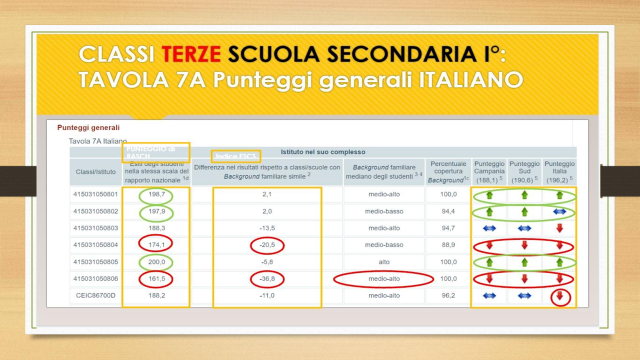 CLASSI TERZE SCUOLA SECONDARIA I°:
TAVOLA 7A Punteggi generali ITALIANO
Punteggi generali
Tavola 7A Italiano
Istituto nel suo complesso
Classi/Istituto
Esiti degli studenti nella stessa scala del rapporto nazionale
Differenza nei risultati rispetto a classi/scuole con Background familiare simile 2
Background familiare mediano degli studenti 3 4
Percentuale copertura Background
Punteggio Campania (188,1) 5
Punteggio Sud (190,6) 5
Punteggio Italia (196,2) 5
415031050801 198,7 2,1 medio-alto 100,0
415031050802 197,9 2,0 medio-basso 94,4
415031050803 188,3 -13,5 medio-alto 94,7
415031050804 174,1 -20,5 medio-basso 88,9
415031050805 200,0 -5,8 alto 100,0
415031050806 161,5 -36,8 medio-alto 100,0
CEIC86700D 188,2 -11,0 medio-alto 96,2